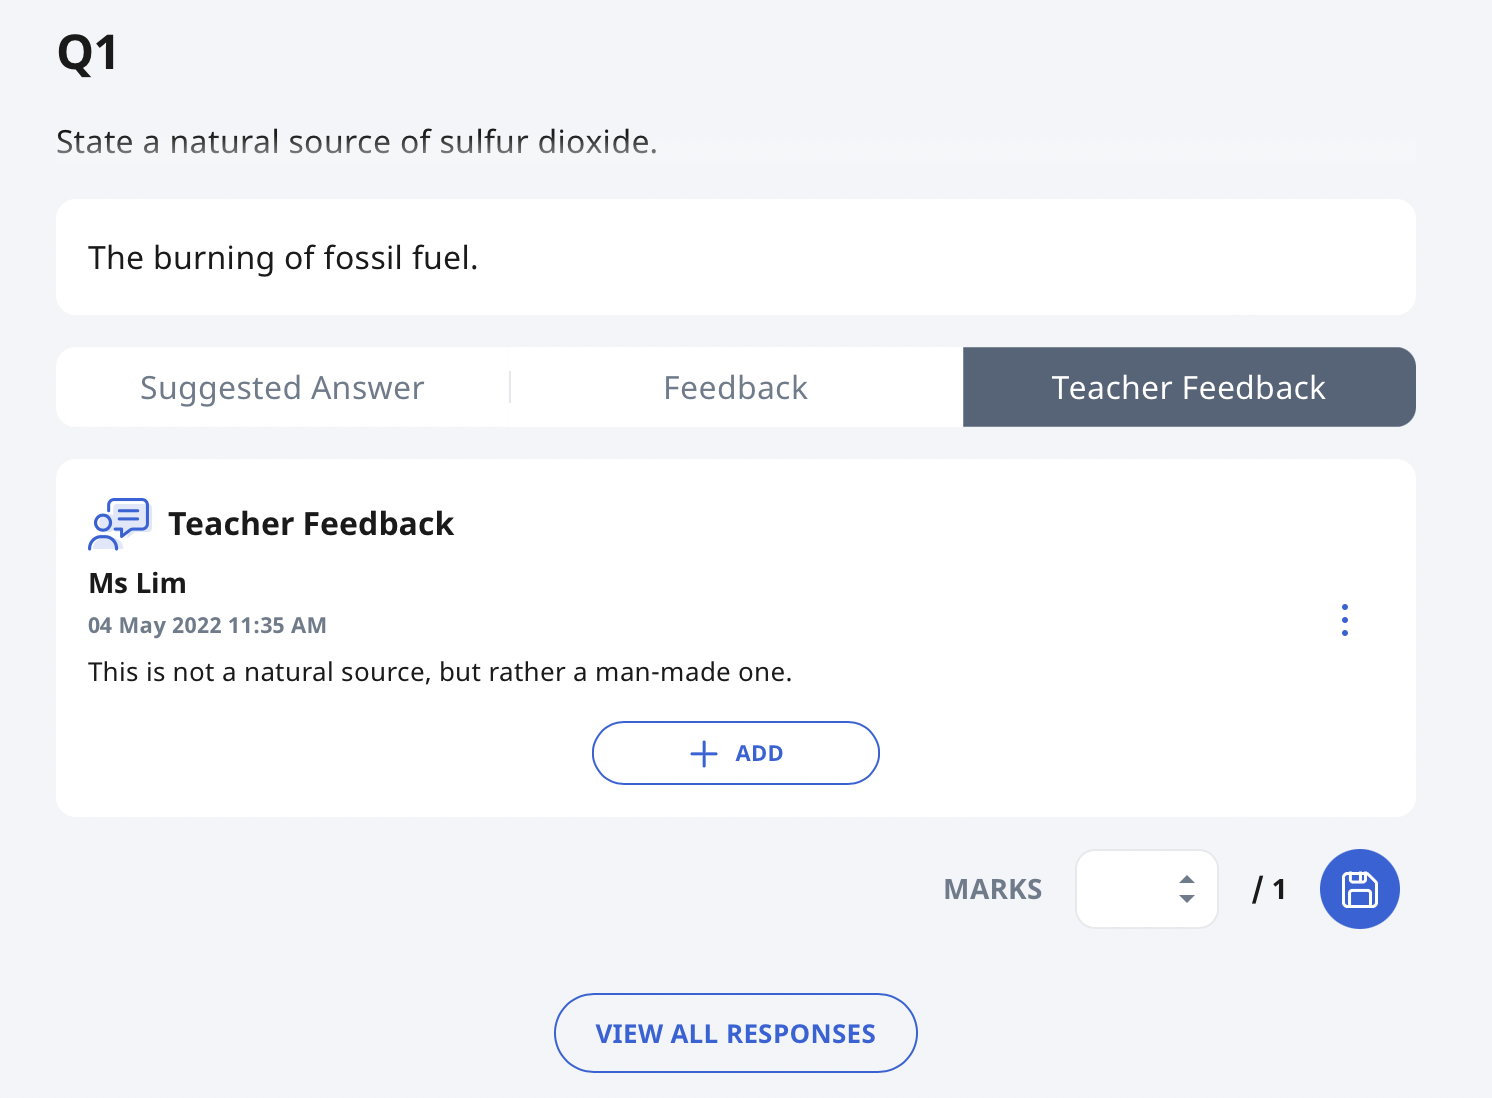 Q1
State a natural source of sulfur dioxide.
The burning of fossil fuel.
Suggested Answer
Feedback
Teacher Feedback
Teacher Feedback
Ms Lim
04 May 2022 11:35 AM
This is not a natural source, but rather a man-made one.
ADD
MARKS / 1
VIEW ALL RESPONSES